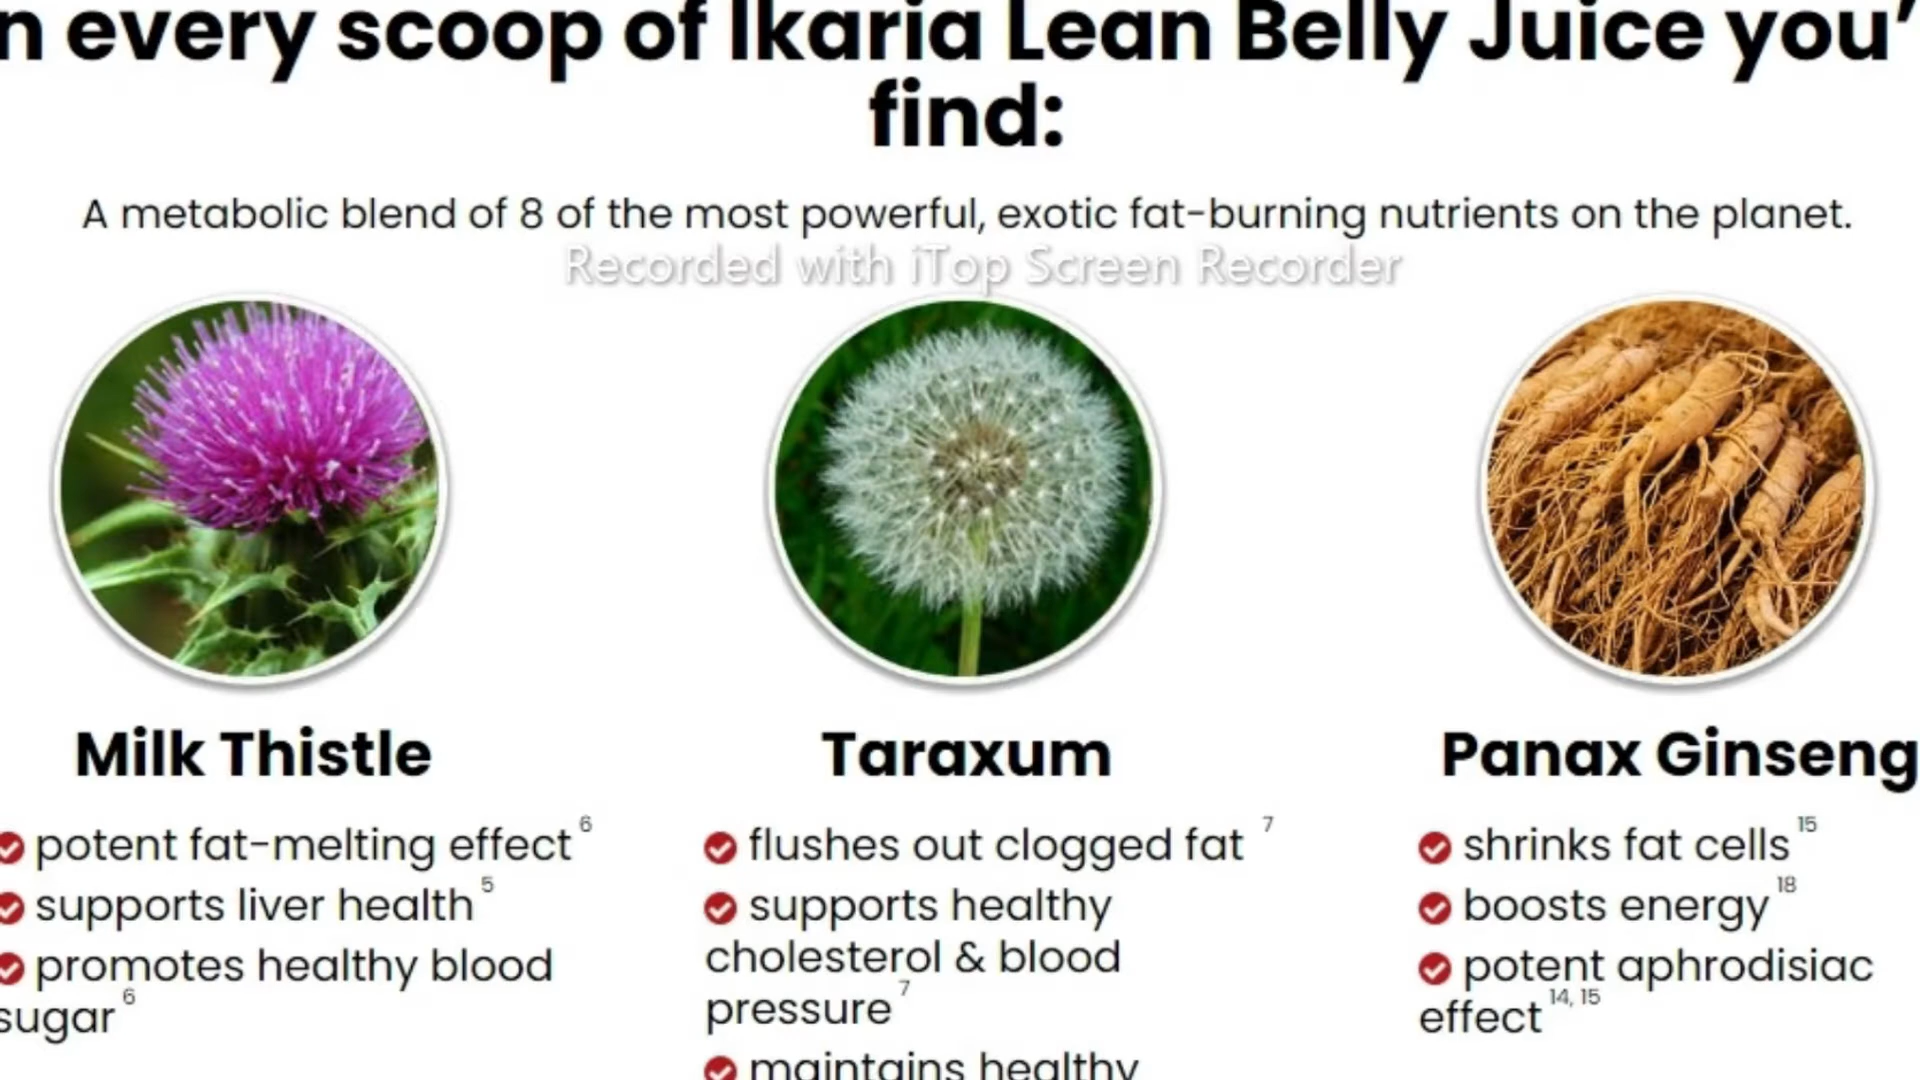 n every scoop of Ikaria Lean Belly Juice you'
find:
A metabolic blend of 8 of the most powerful, exotic fat-burning nutrients on the planet.
Recorded with iTop Screen Recorder
Milk Thistle
potent fat-melting effect 6
supports liver health 5
promotes healthy blood
sugar 6
Taraxum
flushes out clogged fat 7
supports healthy
cholesterol & blood
pressure 7
maintains healthy
Panax Ginseng
shrinks fat cells 15
boosts energy 18
potent aphrodisiac
effect 14, 15